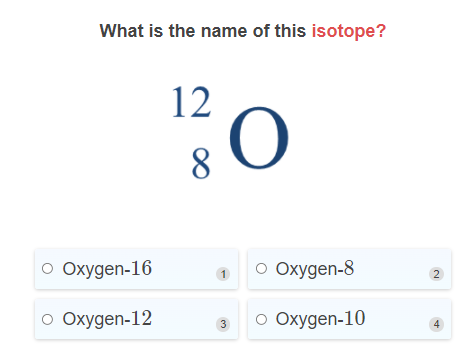 What is the name of this isotope?
12
8 O
Oxygen-16 1
Oxygen-8 2
Oxygen-12 3
Oxygen-10 4